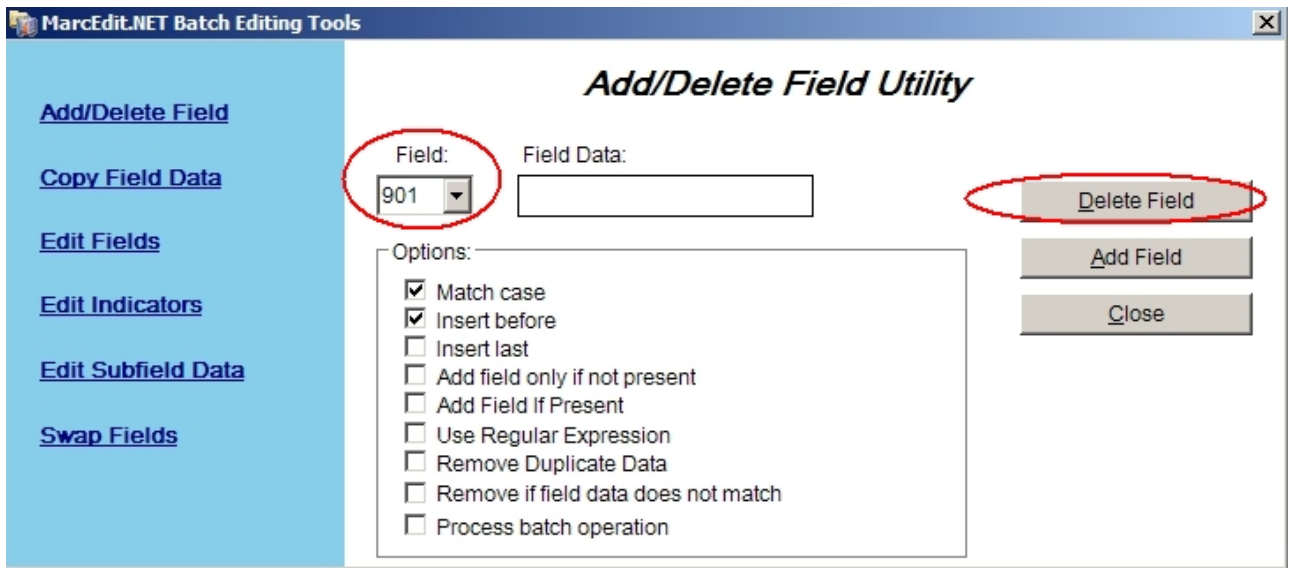 MarcEdit.NET Batch Editing Tools
Add/Delete Field Utility
Add/Delete Field
Copy Field Data
Edit Fields
Edit Indicators
Edit Subfield Data
Swap Fields
Field: Field Data:
901
Options:
Match case
Insert before
Insert last
Add field only if not present
Add Field If Present
Use Regular Expression
Remove Duplicate Data
Remove if field data does not match
Process batch operation
Delete Field
Add Field
Close